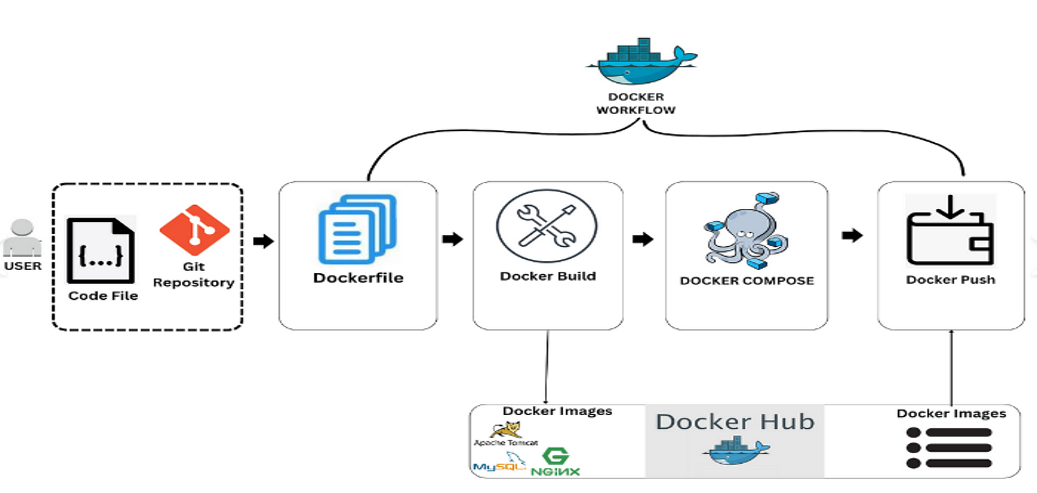 DOCKER
WORKFLOW
USER
{...}
Code File
Git
Repository
Dockerfile
Docker Build
DOCKER COMPOSE
Docker Push
Docker Images
Apache Tomcat
MySQL
NGINX
Docker Hub
Docker Images